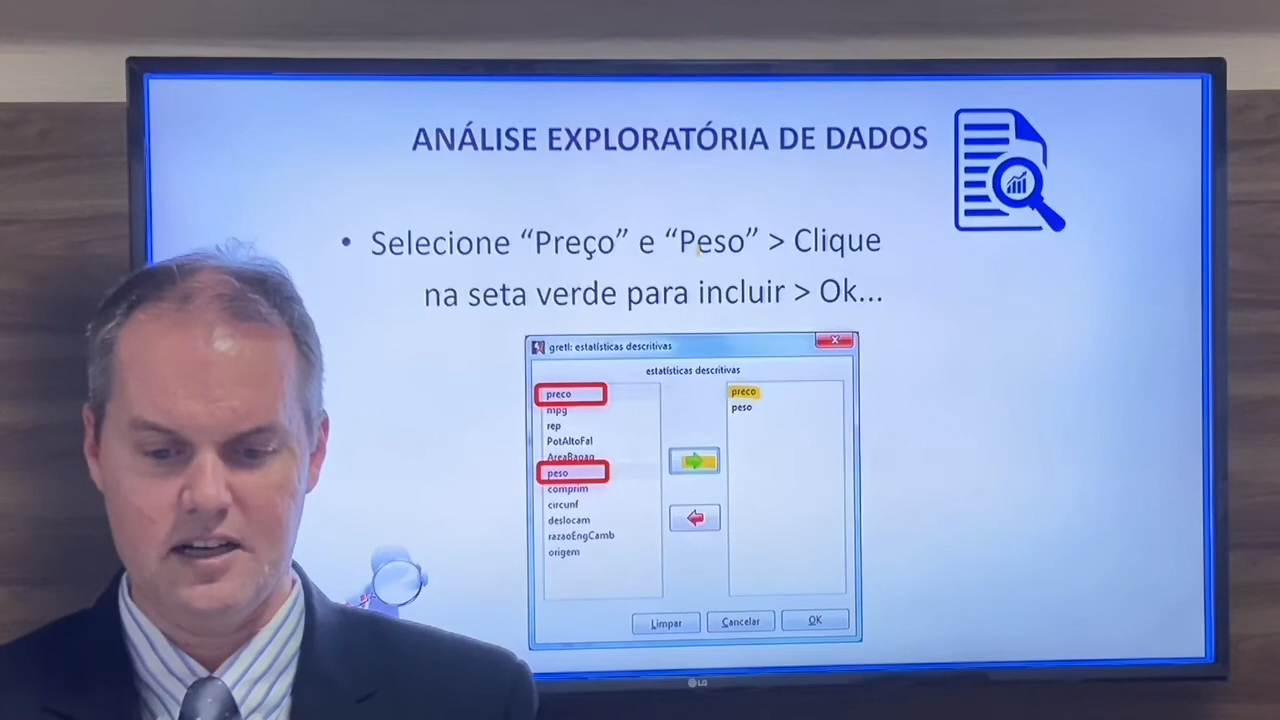 ANÁLISE EXPLORATÓRIA DE DADOS
• Selecione “Preço” e “Peso” > Clique
na seta verde para incluir > Ok...
gretl: estatísticas descritivas
estatísticas descritivas
preco
mpg
rep
PotAltoFal
AreaBagag
peso
comprim
circunf
deslocam
razaoEngCamb
origem
preco
peso
Limpar
Cancelar
OK
LG